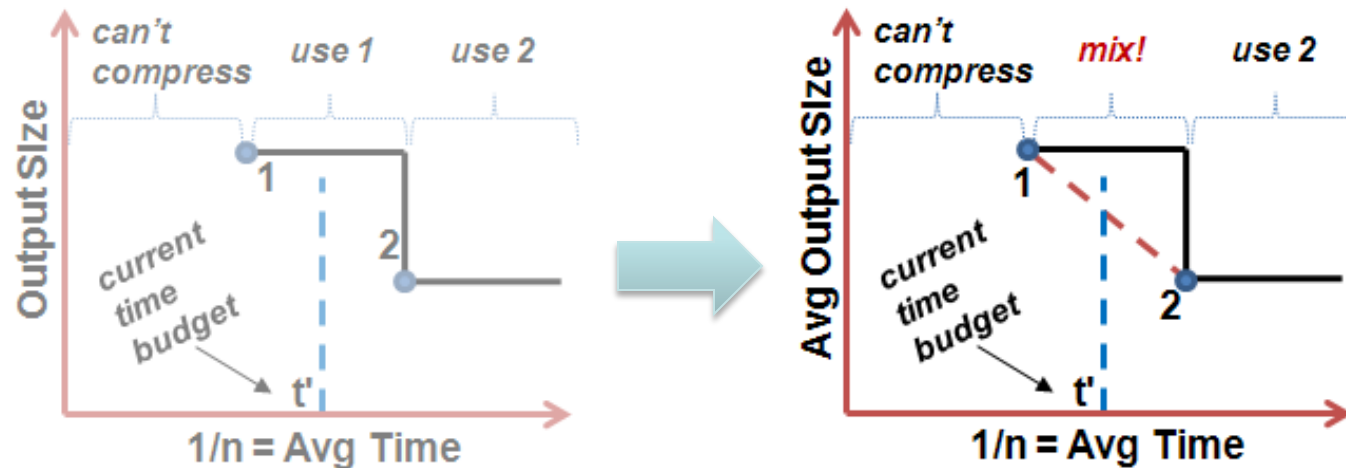 can't
compress
use 1
use 2
Output SIze
1
2
current
time
budget
t'
1/n = Avg Time
can't
compress
mix!
use 2
Avg Output SIze
1
2
current
time
budget
t'
1/n = Avg Time